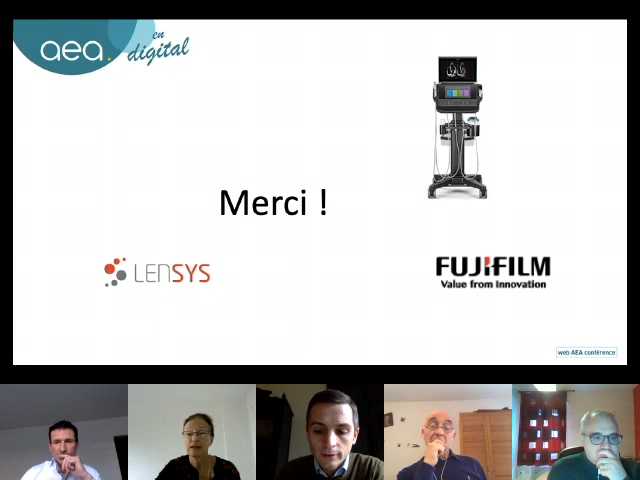 aea.
en
digital
Merci !
LENSYS
FUJIFILM
Value from Innovation
web AEA conférence